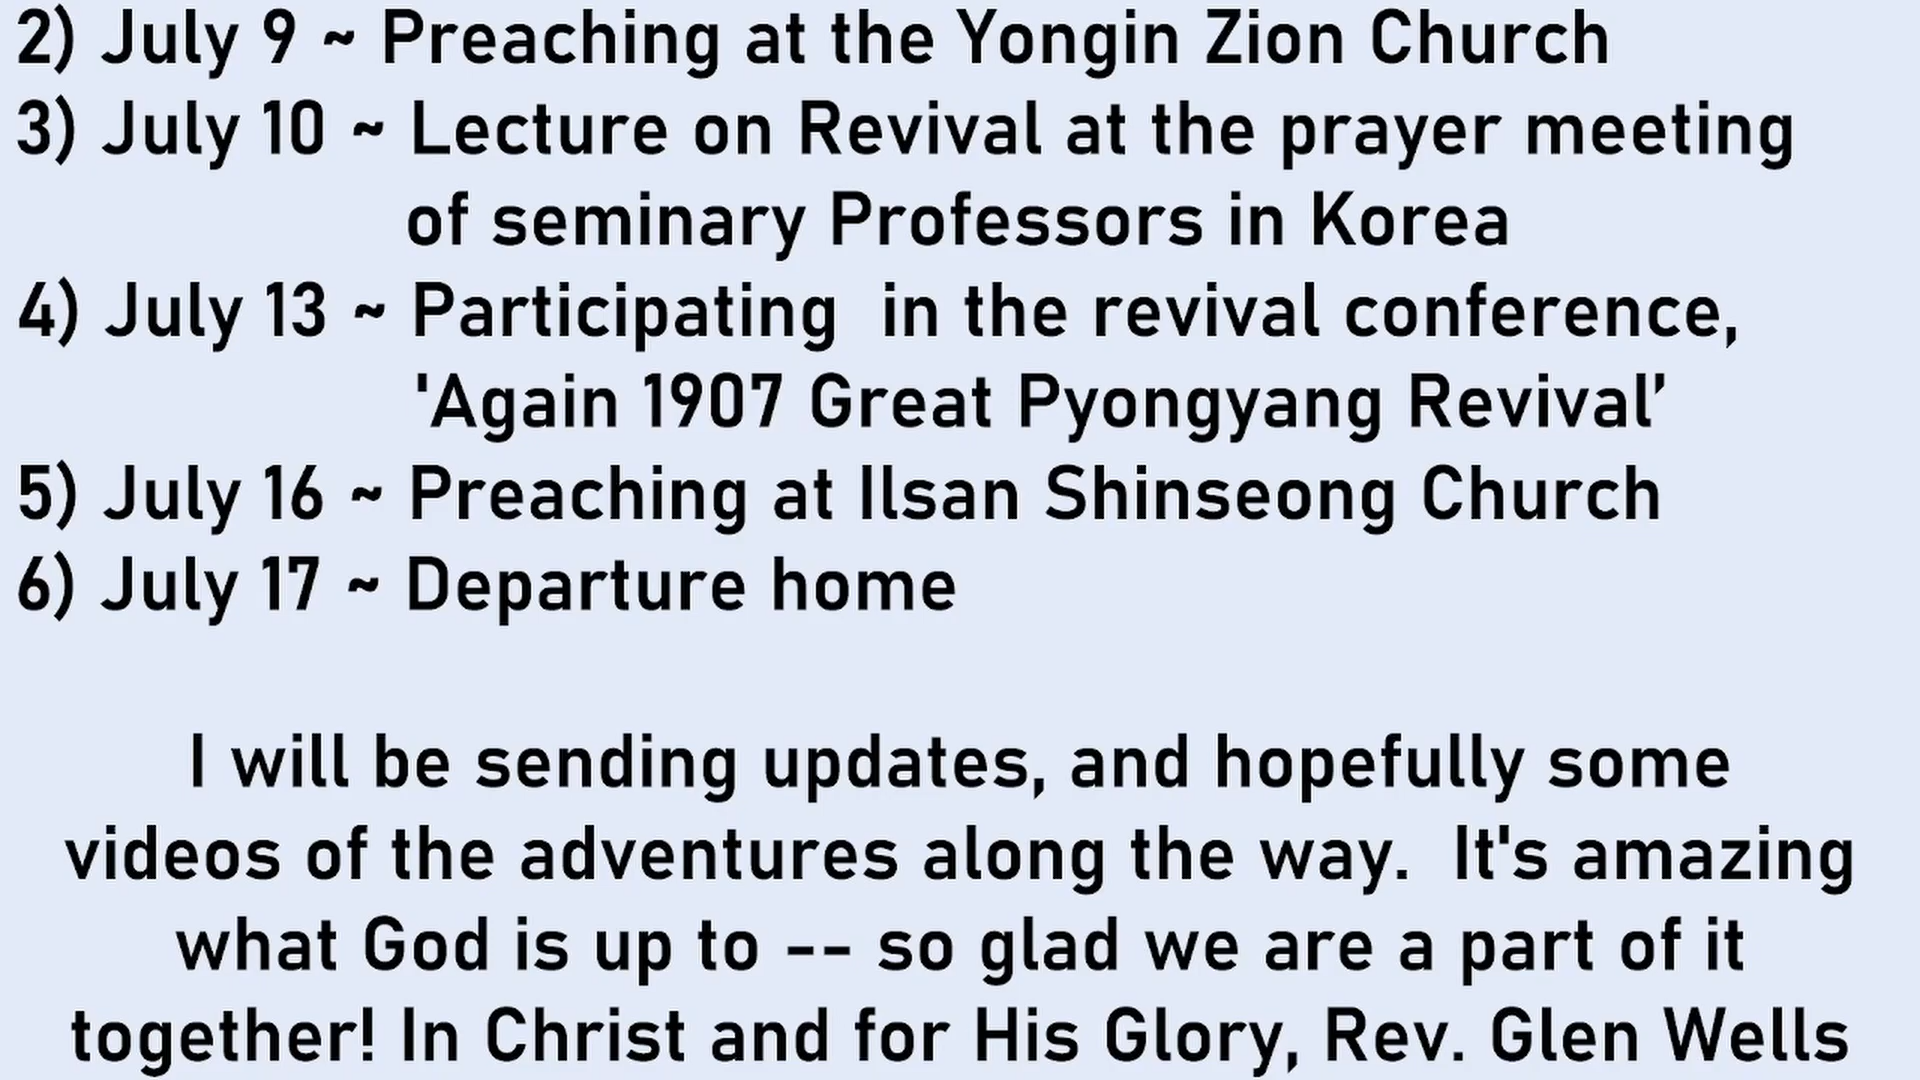 2) July 9 ~ Preaching at the Yongin Zion Church
3) July 10 ~ Lecture on Revival at the prayer meeting
of seminary Professors in Korea
4) July 13 ~ Participating  in the revival conference,
'Again 1907 Great Pyongyang Revival’
5) July 16 ~ Preaching at Ilsan Shinseong Church
6) July 17 ~ Departure home
I will be sending updates, and hopefully some
videos of the adventures along the way.  It's amazing
what God is up to -- so glad we are a part of it
together! In Christ and for His Glory, Rev. Glen Wells